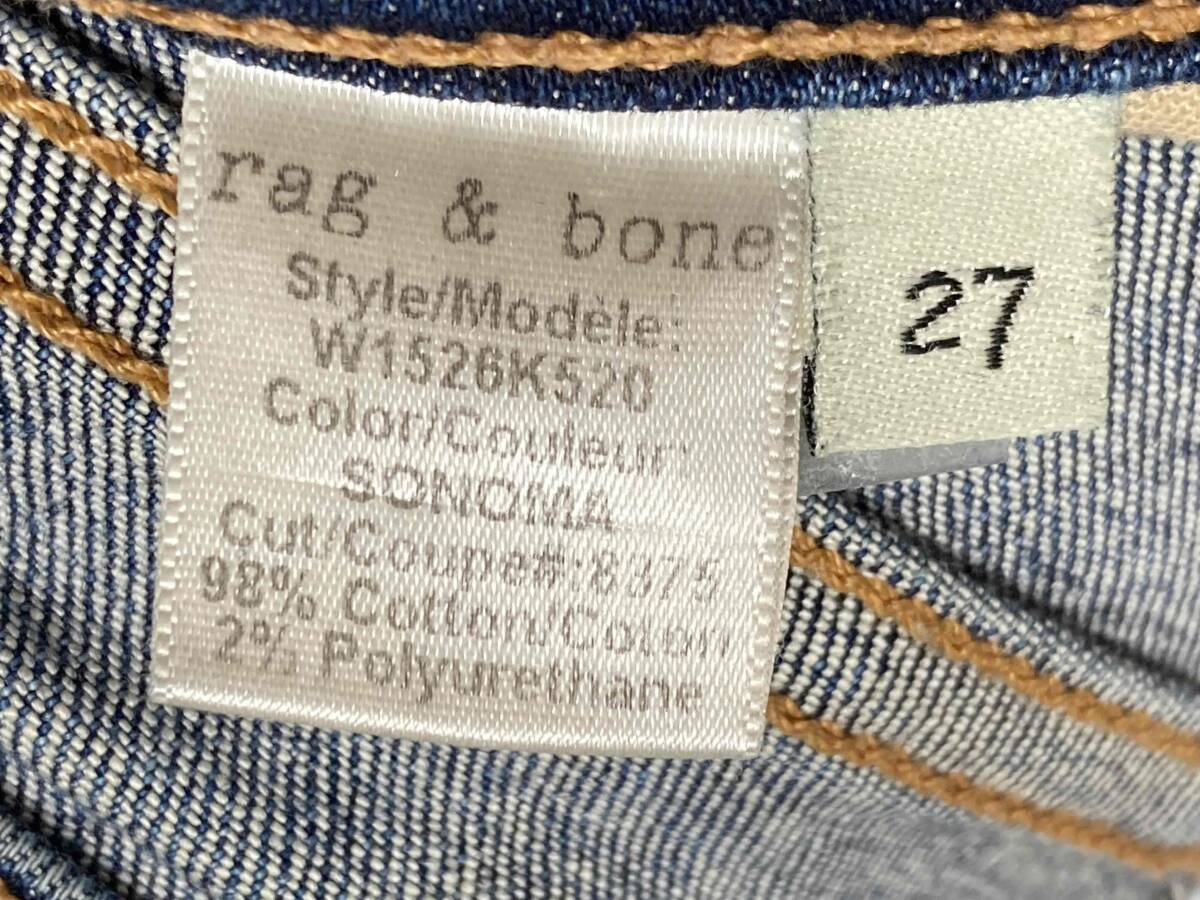 rag & bone
Style/Modèle:
W1526K520
Color/Couleur
SONOMA
Cut/Coupe#:8375
98% Cotton/Coton
2% Polyurethane
27